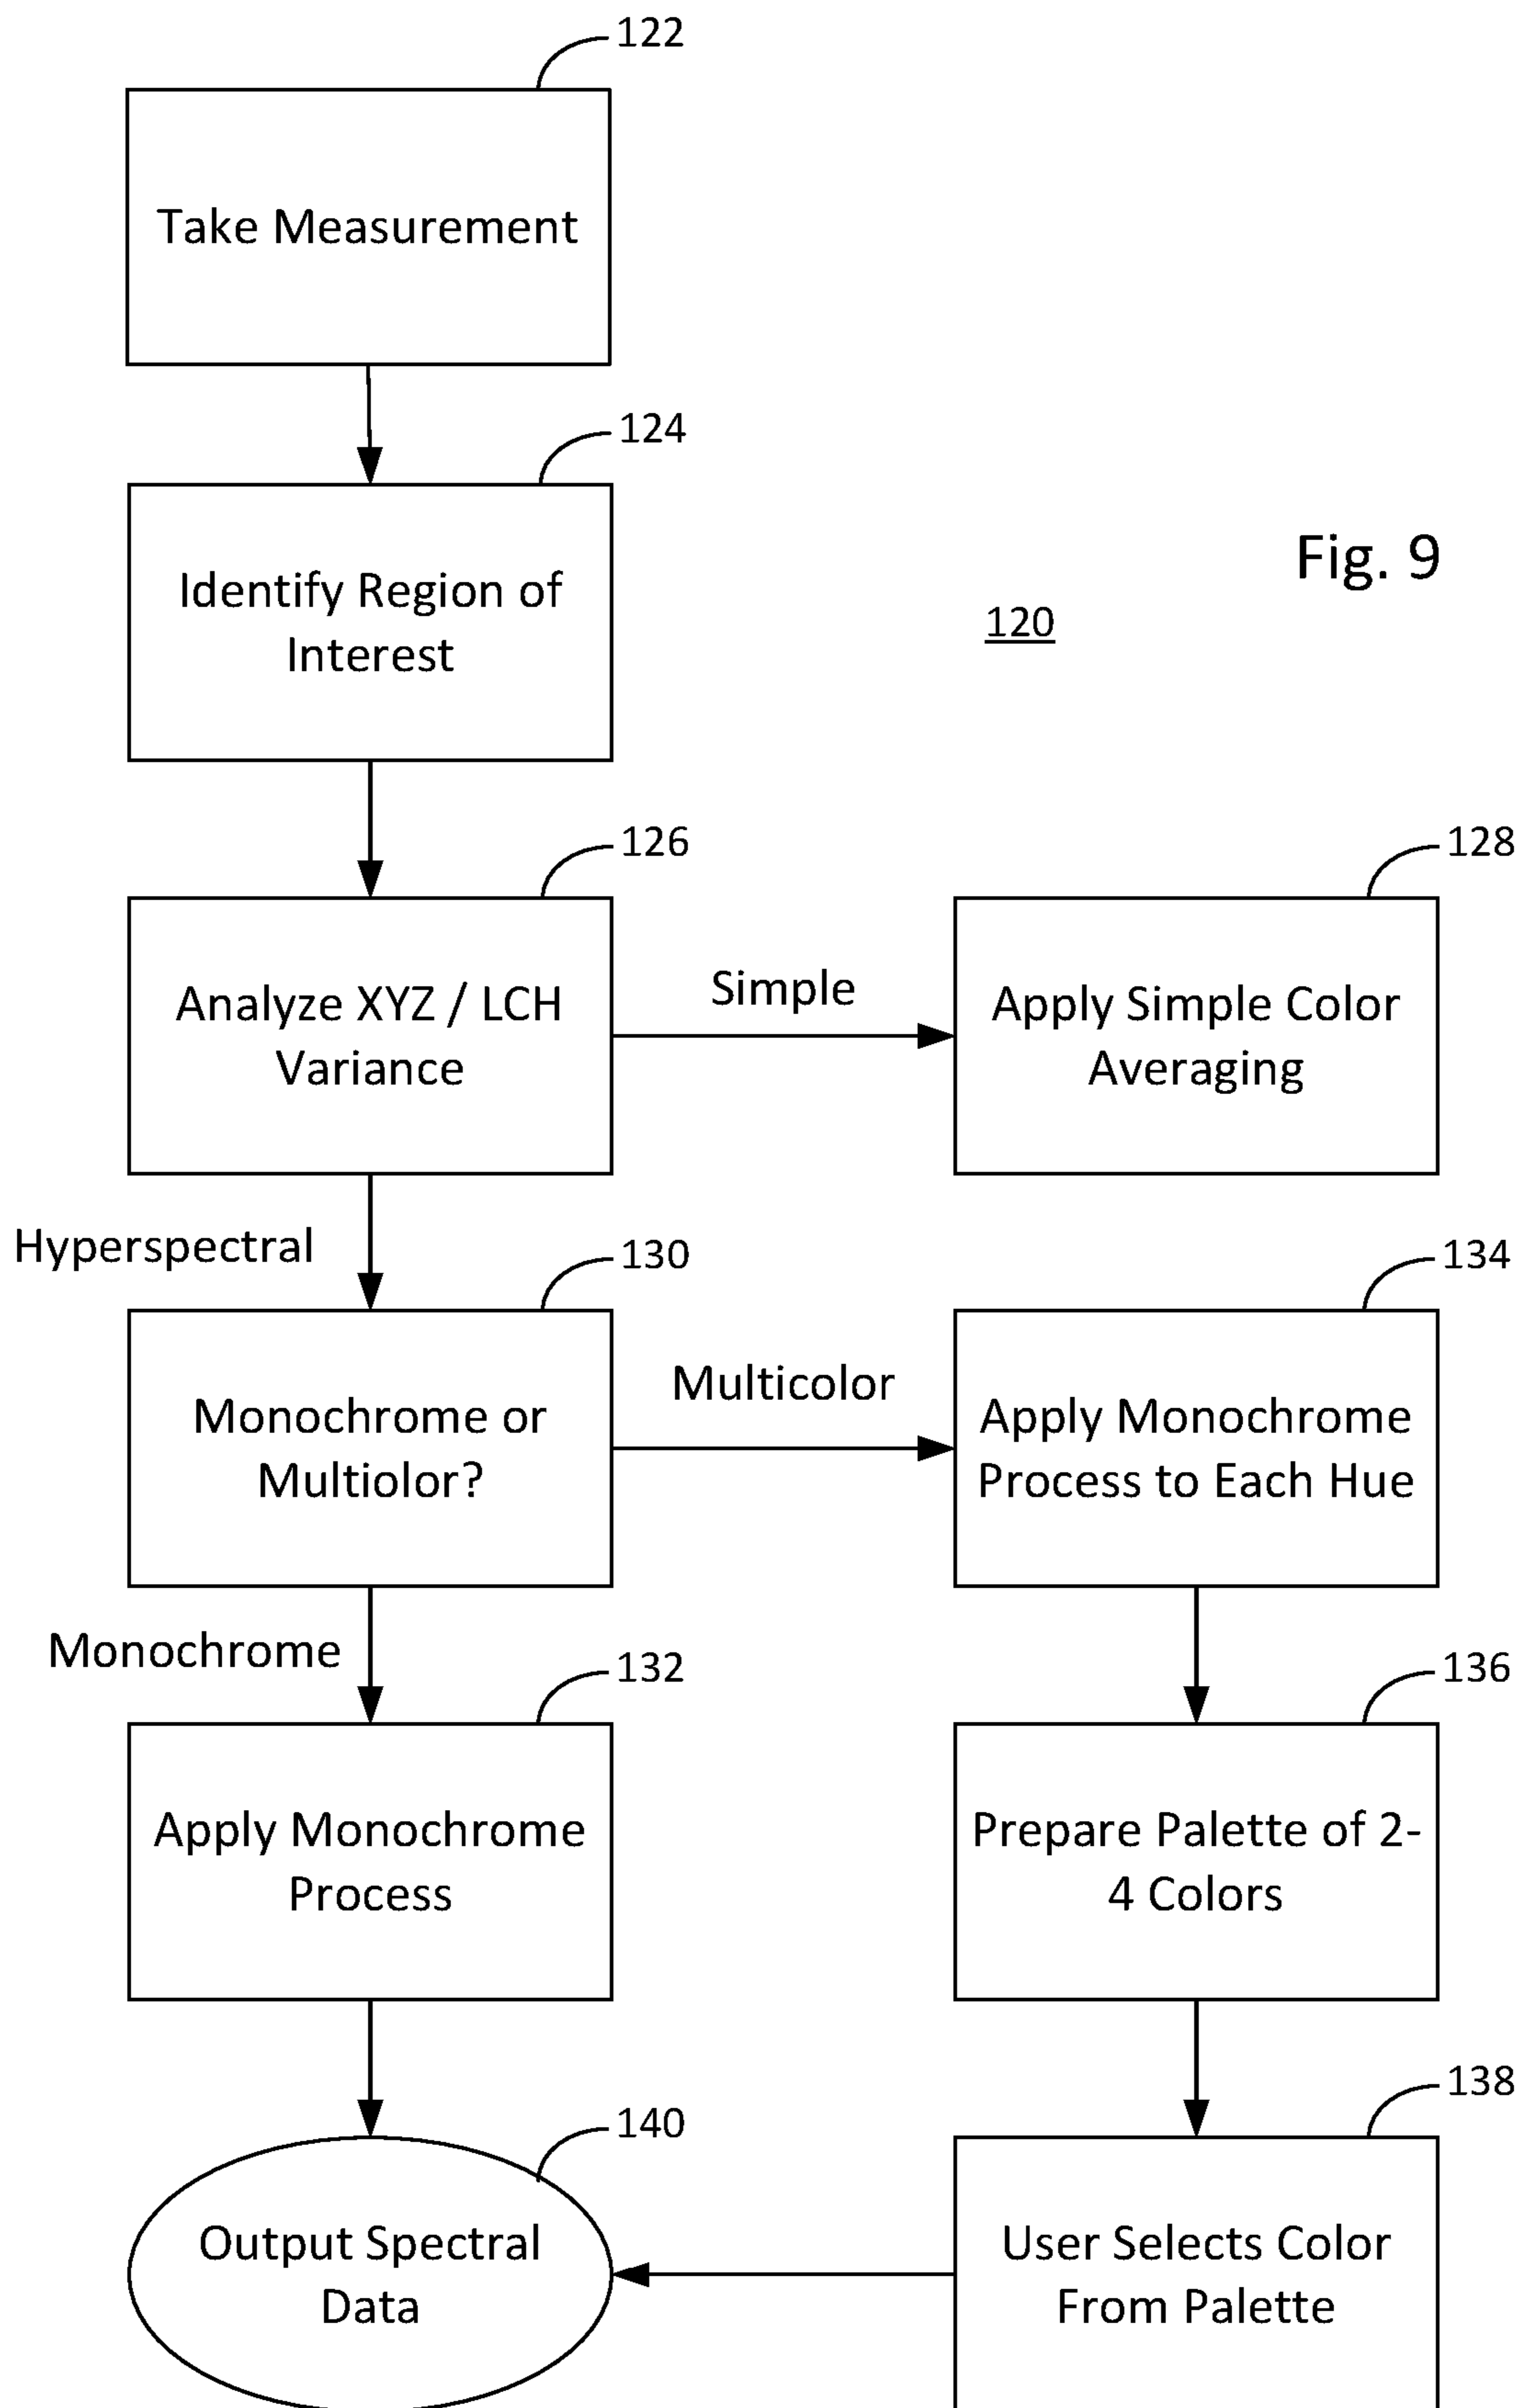 122
Take Measurement
124
Identify Region of
Interest
Fig. 9
120
126
Analyze XYZ / LCH
Variance
Simple
128
Apply Simple Color
Averaging
Hyperspectral
130
Monochrome or
Multiolor?
Multicolor
134
Apply Monochrome
Process to Each Hue
Monochrome
132
Apply Monochrome
Process
136
Prepare Palette of 2-
4 Colors
140
Output Spectral
Data
138
User Selects Color
From Palette